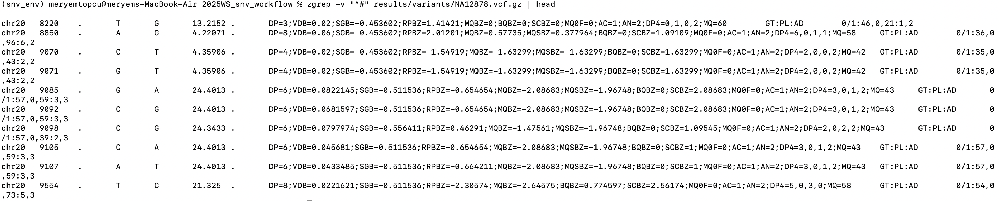 (snv_env) meryemtopcu@meryems-MacBook-Air 2025WS_snv_workflow % zgrep -v "^#" results/variants/NA12878.vcf.gz | head
chr20 8220 . T G 13.2152 . DP=3;VDB=0.02;SGB=-0.453602;RPBZ=1.41421;MQBZ=0;BQBZ=0;SCBZ=0;MQ0F=0;AC=1;AN=2;DP4=0,1,0,2;MQ=60 GT:PL:AD 0/1:46,0,21:1,2
chr20 8850 . A G 4.22071 . DP=8;VDB=0.06;SGB=-0.453602;RPBZ=2.01201;MQBZ=0.57735;MQSBZ=0.377964;BQBZ=0;SCBZ=1.09109;MQ0F=0;AC=1;AN=2;DP4=6,0,1,1;MQ=58 GT:PL:AD 0/1:36,0
,96:6,2
chr20 9070 . C T 4.35906 . DP=4;VDB=0.02;SGB=-0.453602;RPBZ=-1.54919;MQBZ=-1.63299;MQSBZ=-1.63299;BQBZ=0;SCBZ=1.63299;MQ0F=0;AC=1;AN=2;DP4=2,0,0,2;MQ=42 GT:PL:AD 0/1:35,0
,43:2,2
chr20 9071 . G T 4.35906 . DP=4;VDB=0.02;SGB=-0.453602;RPBZ=-1.54919;MQBZ=-1.63299;MQSBZ=-1.63299;BQBZ=0;SCBZ=1.63299;MQ0F=0;AC=1;AN=2;DP4=2,0,0,2;MQ=42 GT:PL:AD 0/1:35,0
,43:2,2
chr20 9085 . G A 24.4013 . DP=6;VDB=0.0822145;SGB=-0.511536;RPBZ=-0.654654;MQBZ=-2.08683;MQSBZ=-1.96748;BQBZ=0;SCBZ=2.08683;MQ0F=0;AC=1;AN=2;DP4=3,0,1,2;MQ=43 GT:PL:AD 0
/1:57,0,59:3,3
chr20 9092 . C G 24.4013 . DP=6;VDB=0.0681597;SGB=-0.511536;RPBZ=-0.654654;MQBZ=-2.08683;MQSBZ=-1.96748;BQBZ=0;SCBZ=2.08683;MQ0F=0;AC=1;AN=2;DP4=3,0,1,2;MQ=43 GT:PL:AD 0
/1:57,0,59:3,3
chr20 9098 . C G 24.3433 . DP=6;VDB=0.0797974;SGB=-0.556411;RPBZ=0.46291;MQBZ=-1.47561;MQSBZ=-1.96748;BQBZ=0;SCBZ=1.09545;MQ0F=0;AC=1;AN=2;DP4=2,0,2,2;MQ=43 GT:PL:AD 0
/1:57,0,39:2,3
chr20 9105 . C A 24.4013 . DP=6;VDB=0.045681;SGB=-0.511536;RPBZ=-0.654654;MQBZ=-2.08683;MQSBZ=-1.96748;BQBZ=0;SCBZ=1;MQ0F=0;AC=1;AN=2;DP4=3,0,1,2;MQ=43 GT:PL:AD 0/1:57,0
,59:3,3
chr20 9107 . A T 24.4013 . DP=6;VDB=0.0433485;SGB=-0.511536;RPBZ=-0.664211;MQBZ=-2.08683;MQSBZ=-1.96748;BQBZ=0;SCBZ=1;MQ0F=0;AC=1;AN=2;DP4=3,0,1,2;MQ=43 GT:PL:AD 0/1:57,0
,59:3,3
chr20 9554 . T C 21.325 . DP=8;VDB=0.0221621;SGB=-0.511536;RPBZ=-2.30574;MQBZ=-2.64575;BQBZ=0.774597;SCBZ=2.56174;MQ0F=0;AC=1;AN=2;DP4=5,0,3,0;MQ=58 GT:PL:AD 0/1:54,0
,73:5,3